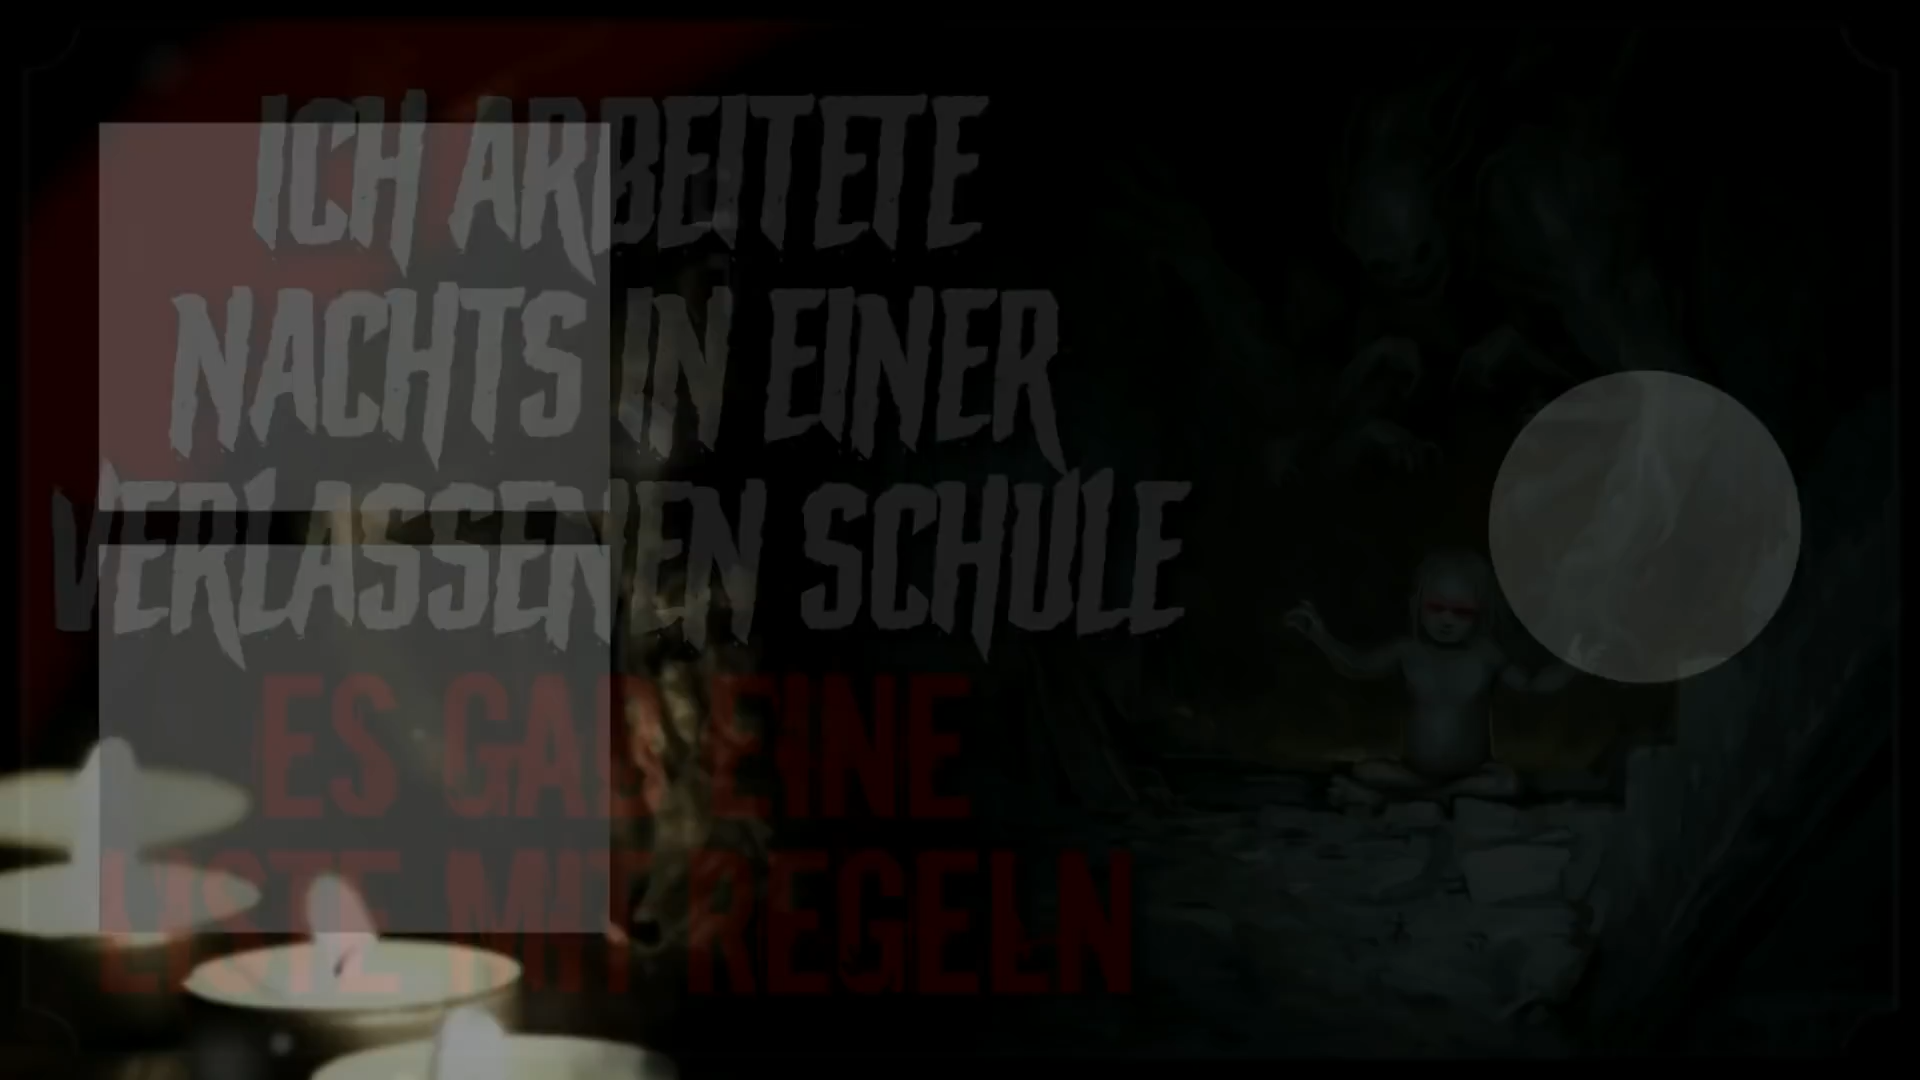 ICH ARBEITETE
NACHTS IN EINER
VERLASSENEN SCHULE
ES GAB EINE
LISTE MIT REGELN